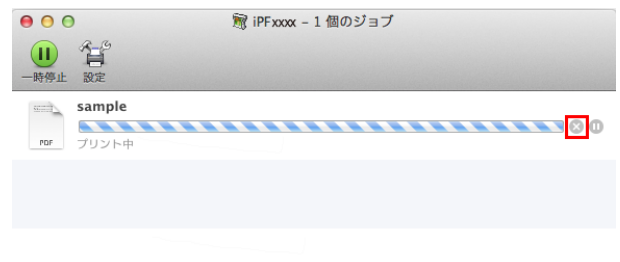 iPFxxxx – 1 個のジョブ
一時停止 設定
sample
PDF
プリント中